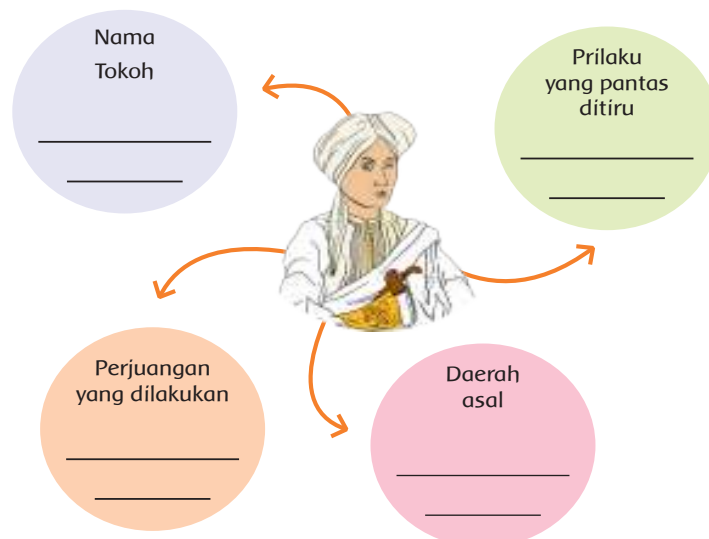 Nama
Tokoh
Prilaku
yang pantas
ditiru
Perjuangan
yang dilakukan
Daerah
asal